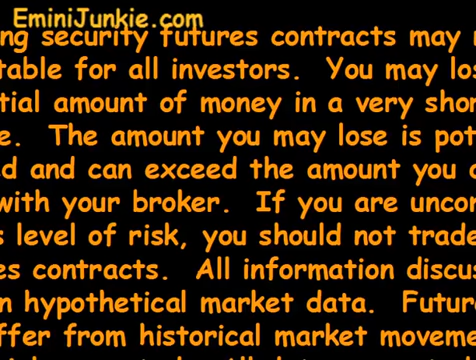 EminiJunkie.com
ng security futures contracts may
table for all investors. You may los
tial amount of money in a very shor
e. The amount you may lose is pot
d and can exceed the amount you
with your broker. If you are uncon
s level of risk, you should not trade
es contracts. All information discus
n hypothetical market data. Futur
ffer from historical market movem